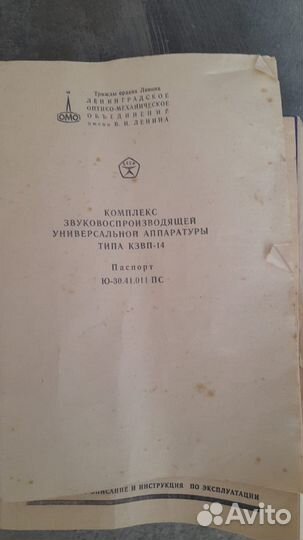 Трижды ордена Ленина
ЛЕНИНГРАДСКОЕ
ОПТИКО-МЕХАНИЧЕСКОЕ
ОБЪЕДИНЕНИЕ
имени В. И. ЛЕНИНА
ЛОМО
СССР
КОМПЛЕКС
ЗВУКОВОСПРОИЗВОДЯЩЕЙ
УНИВЕРСАЛЬНОЙ АППАРАТУРЫ
ТИПА КЗВП-14
Паспорт
Ю-30.41.011 ПС
ОПИСАНИЕ И ИНСТРУКЦИЯ ПО ЭКСПЛУАТАЦИИ
Avito